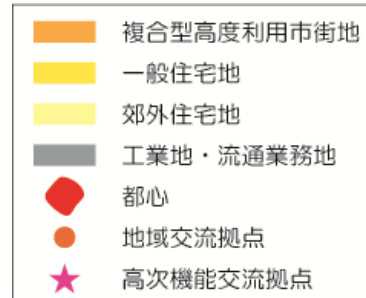 複合型高度利用市街地
一般住宅地
郊外住宅地
工業地・流通業務地
都心
地域交流拠点
高次機能交流拠点